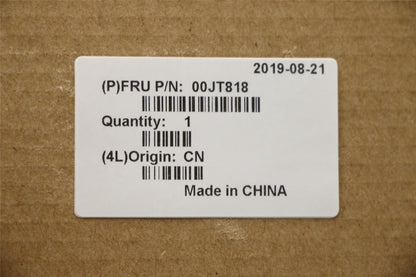 2019-08-21
(P)FRU P/N: 00JT818
Quantity: 1
(4L)Origin: CN
Made in CHINA